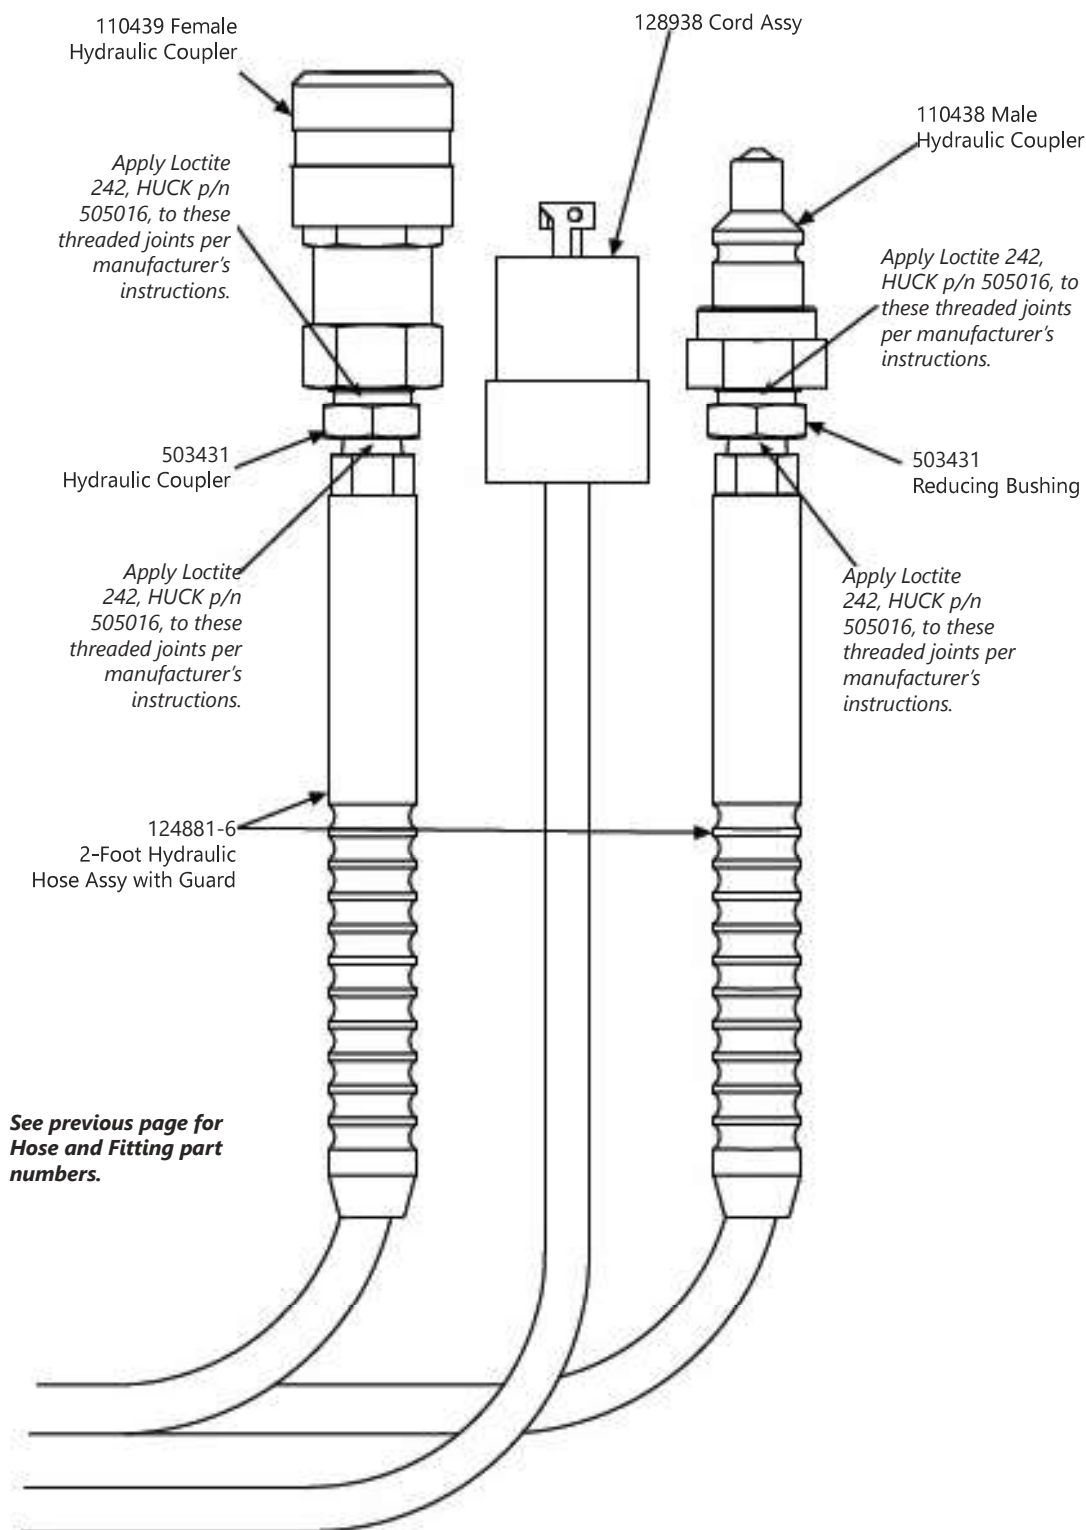 110439 Female
Hydraulic Coupler
128938 Cord Assy
110438 Male
Hydraulic Coupler
Apply Loctite
242, HUCK p/n
505016, to these
threaded joints per
manufacturer's
instructions.
Apply Loctite 242,
HUCK p/n 505016, to
these threaded joints
per manufacturer's
instructions.
503431
Hydraulic Coupler
503431
Reducing Bushing
Apply Loctite
242, HUCK p/n
505016, to these
threaded joints per
manufacturer's
instructions.
Apply Loctite
242, HUCK p/n
505016, to these
threaded joints per
manufacturer's
instructions.
124881-6
2-Foot Hydraulic
Hose Assy with Guard
See previous page for
Hose and Fitting part
numbers.